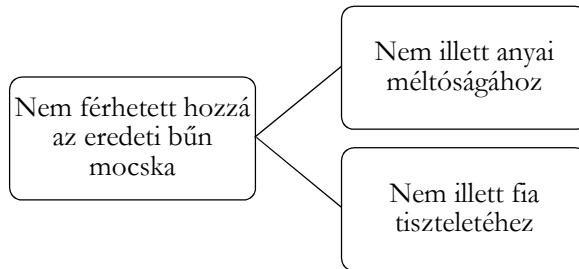 Nem férhetett hozzá
az eredeti bűn
mocska
Nem illett anyai
méltóságához
Nem illett fia
tiszteletéhez